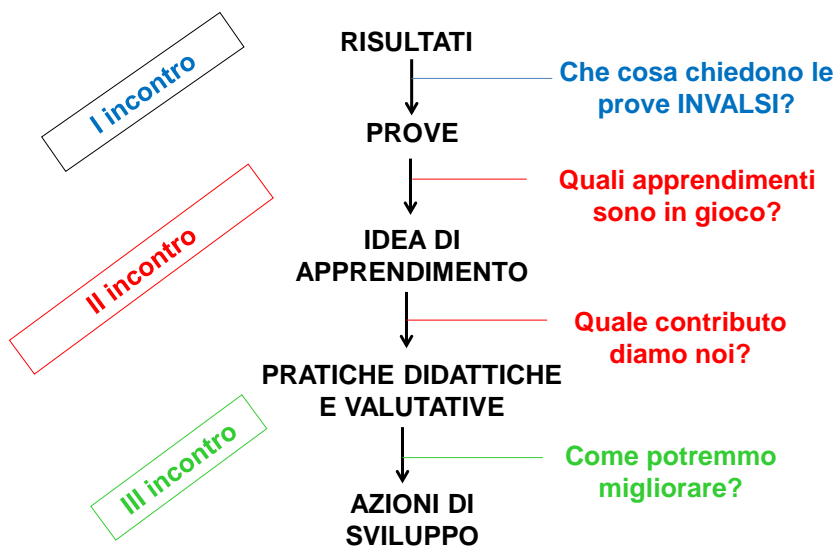 RISULTATI
I incontro
Che cosa chiedono le
prove INVALSI?
PROVE
Quali apprendimenti
sono in gioco?
II incontro
IDEA DI
APPRENDIMENTO
Quale contributo
diamo noi?
PRATICHE DIDATTICHE
E VALUTATIVE
III incontro
Come potremmo
migliorare?
AZIONI DI
SVILUPPO